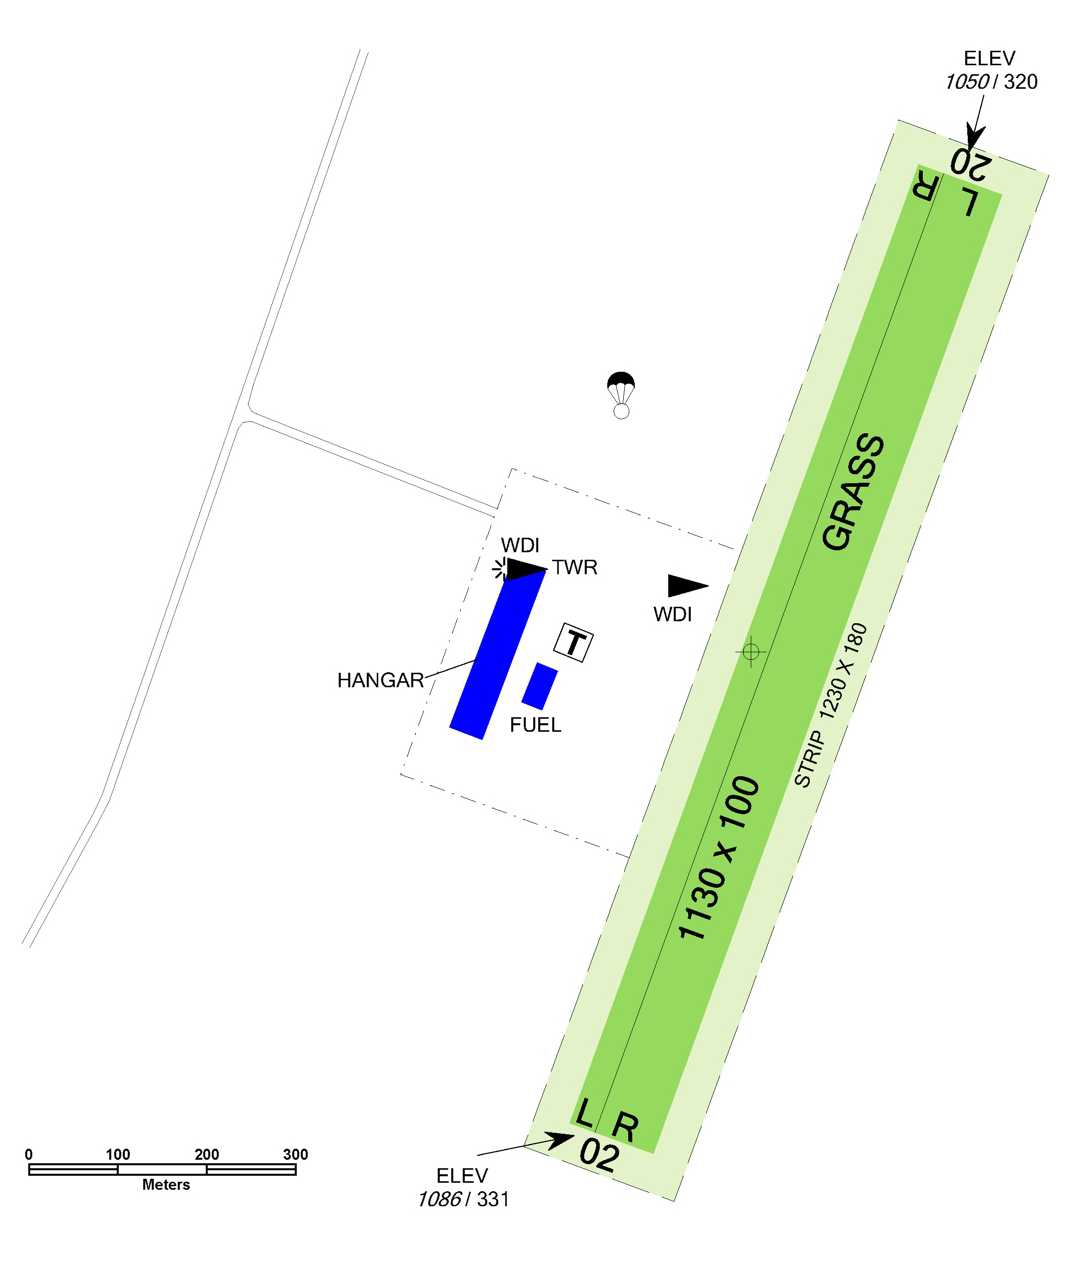 ELEV
1050 / 320
20
R L
GRASS
WDI
TWR
WDI
T
HANGAR
FUEL
STRIP 1230 X 180
1130 x 100
L R
02
ELEV
1086 / 331
0 100 200 300
Meters